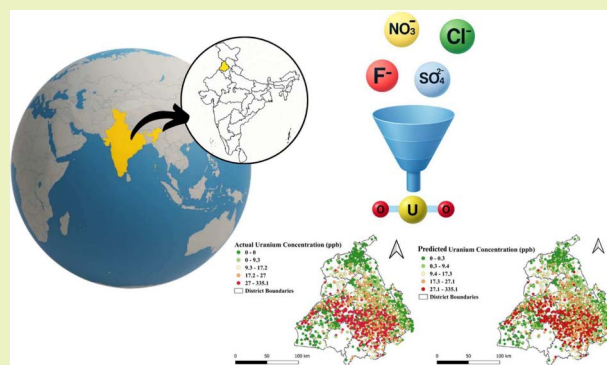 NO₃⁻
Cl⁻
F⁻
SO₄²⁻
O U O
Actual Uranium Concentration (ppb)
0 - 0
0 - 9.3
9.3 - 17.2
17.2 - 27
27 - 335.1
District Boundaries
0 50 100 km
Predicted Uranium Concentration (ppb)
0 - 0.3
0.3 - 9.4
9.4 - 17.3
17.3 - 27.1
27.1 - 335.1
District Boundaries
0 50 100 km